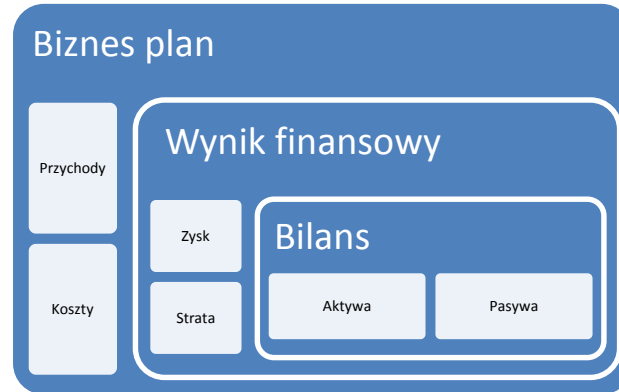 Biznes plan
Przychody
Koszty
Wynik finansowy
Zysk
Strata
Bilans
Aktywa
Pasywa